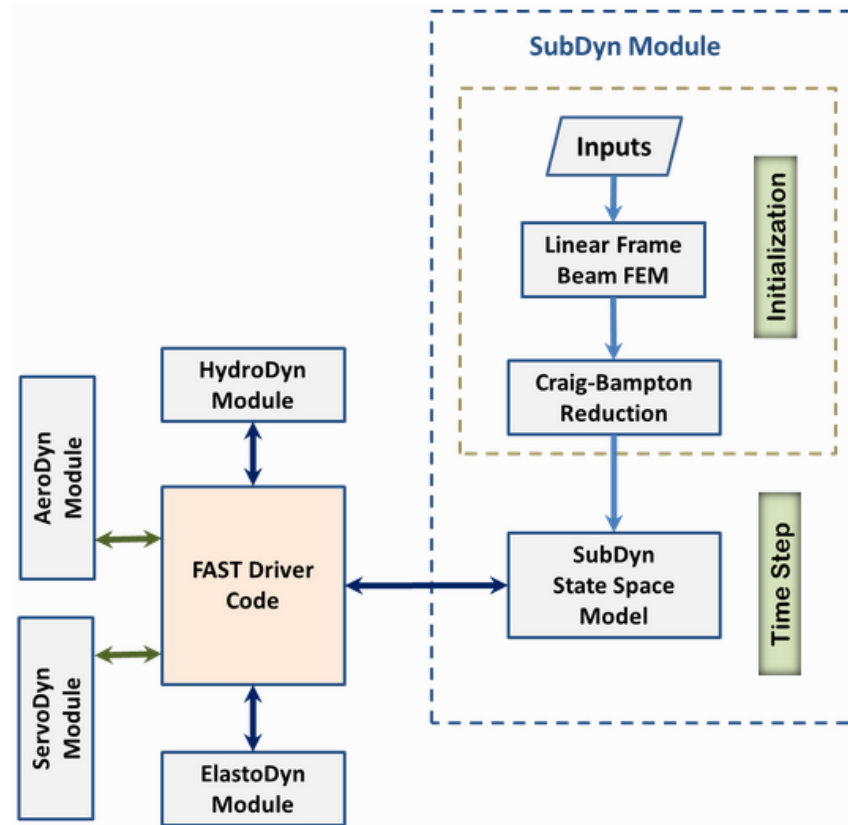 SubDyn Module
Inputs
Linear Frame
Beam FEM
Initialization
Craig-Bampton
Reduction
HydroDyn
Module
AeroDyn
Module
FAST Driver
Code
SubDyn
State Space
Model
Time Step
ServoDyn
Module
ElastoDyn
Module